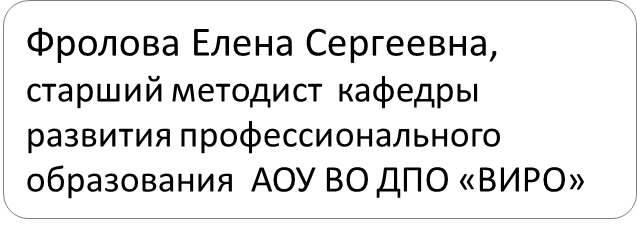 Фролова Елена Сергеевна,
старший методист кафедры
развития профессионального
образования АОУ ВО ДПО «ВИРО»